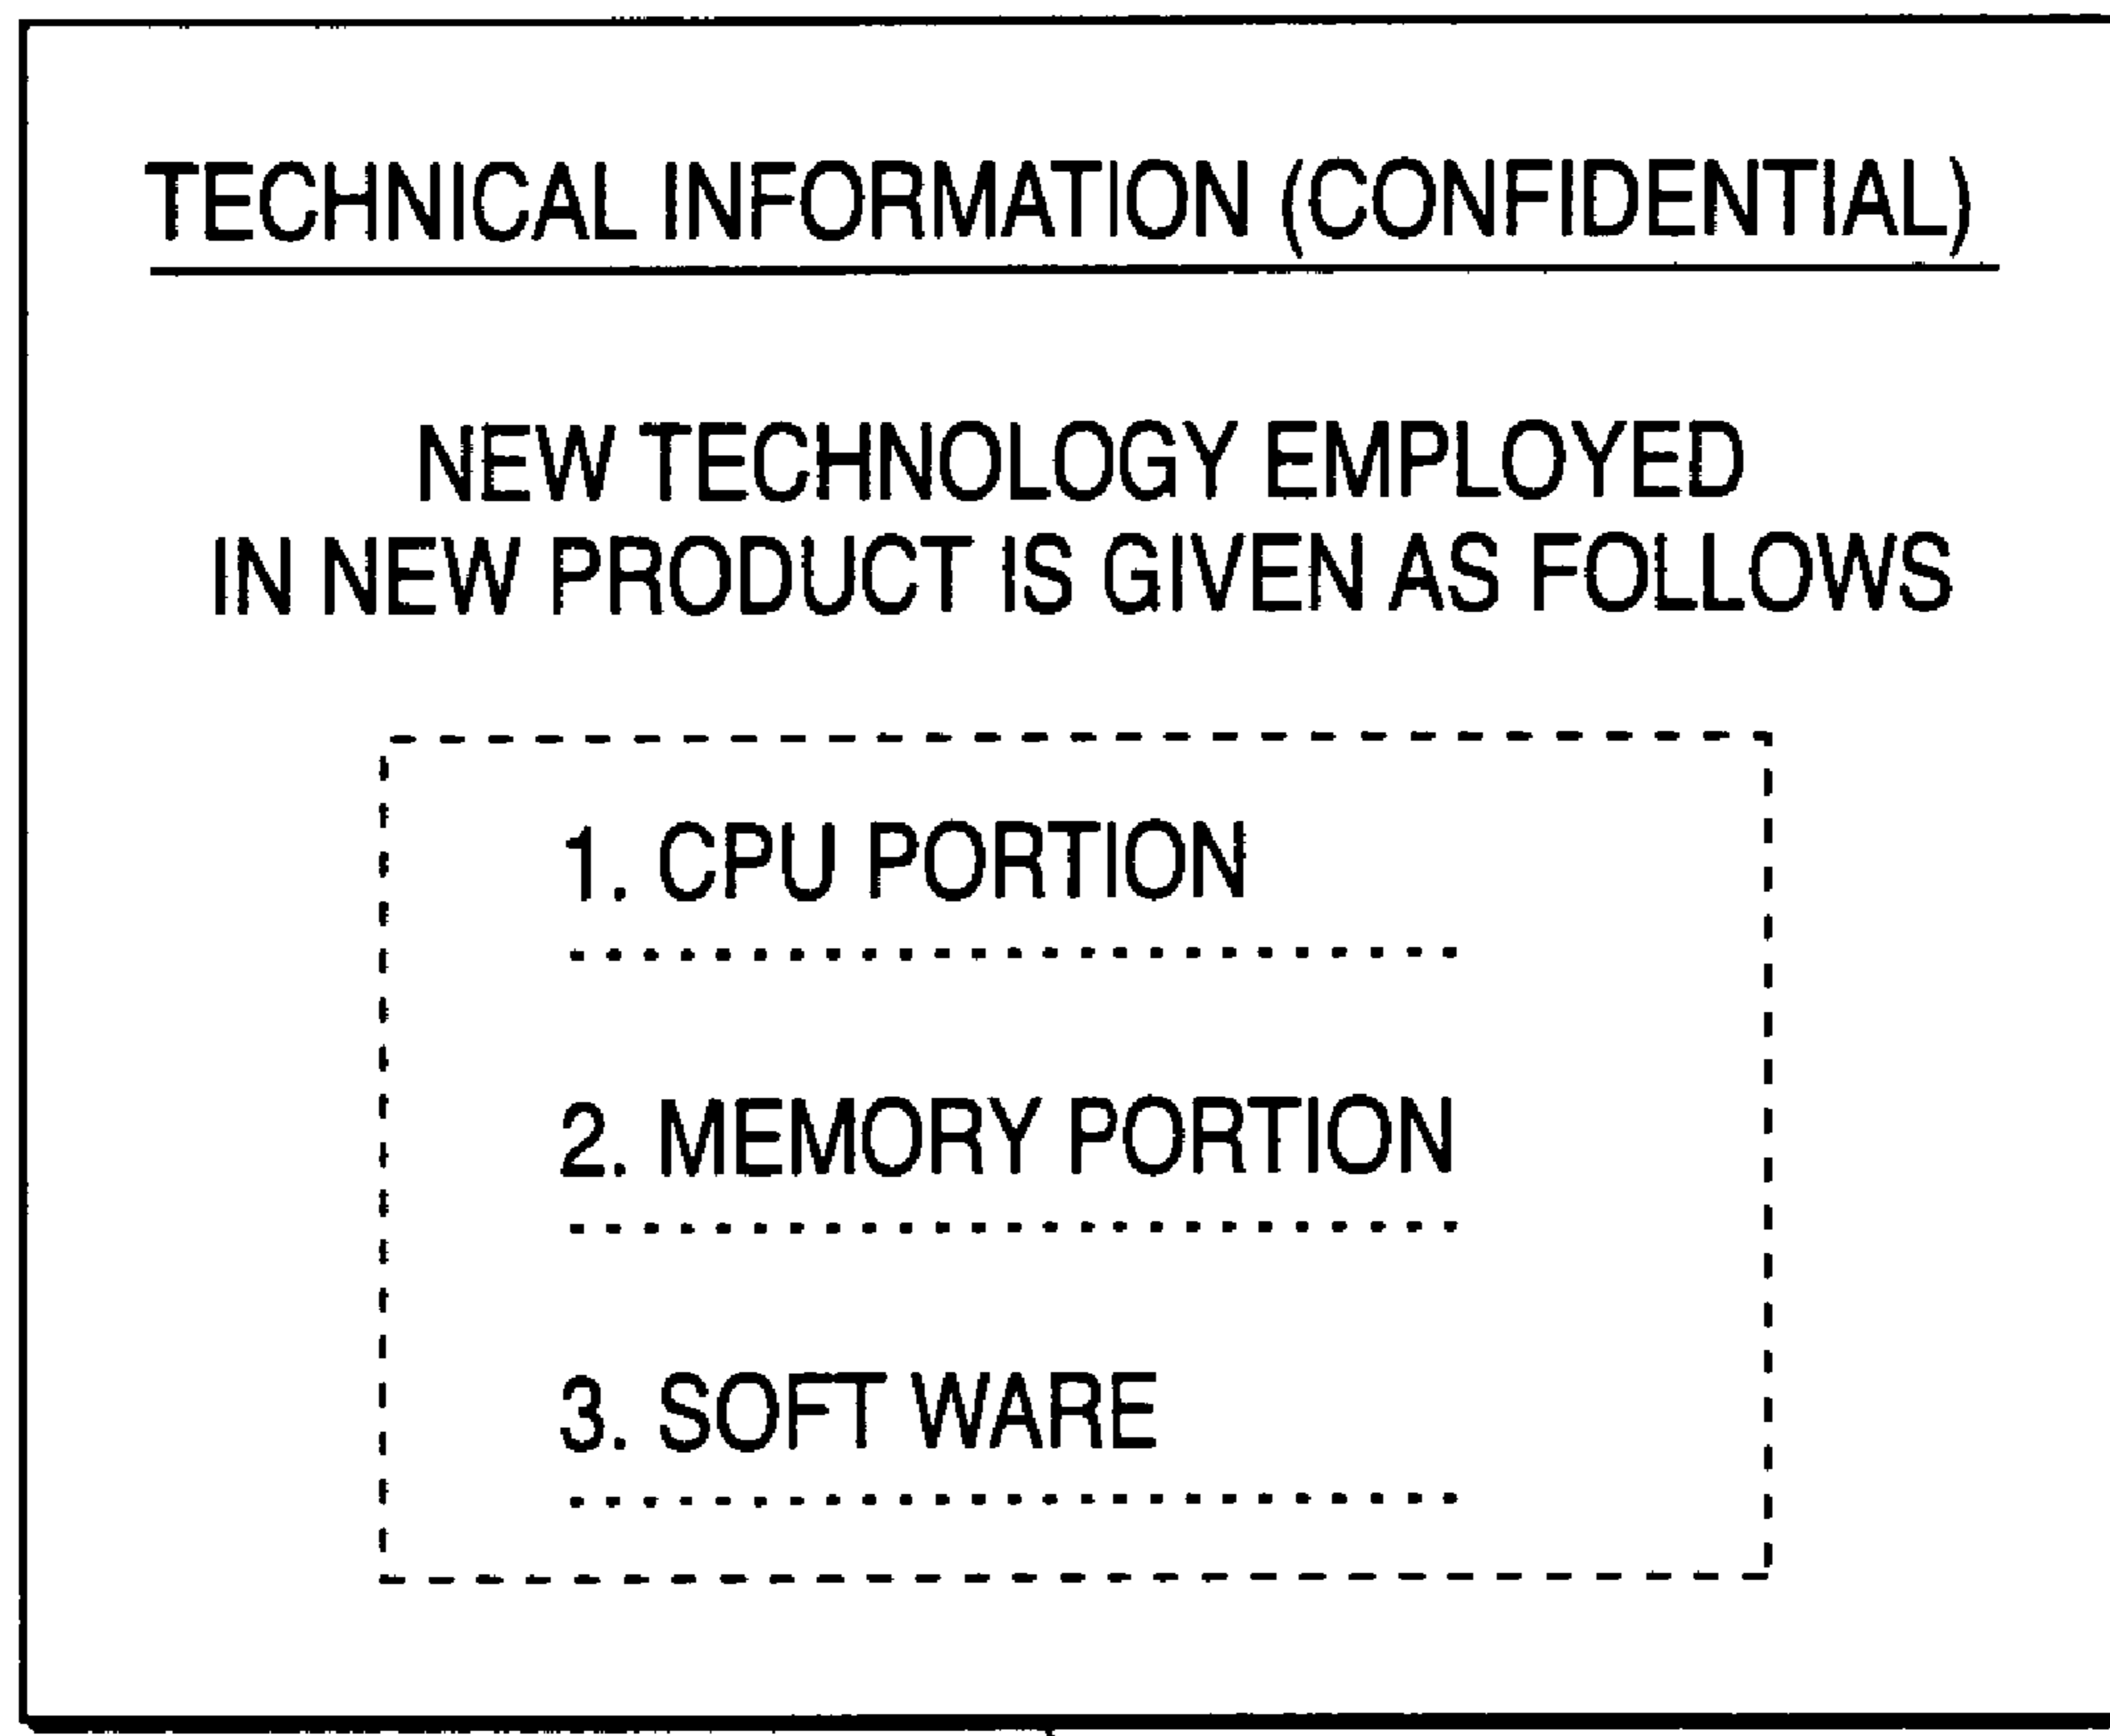 TECHNICAL INFORMATION (CONFIDENTIAL)
NEW TECHNOLOGY EMPLOYED
IN NEW PRODUCT IS GIVEN AS FOLLOWS
1. CPU PORTION
2. MEMORY PORTION
3. SOFT WARE